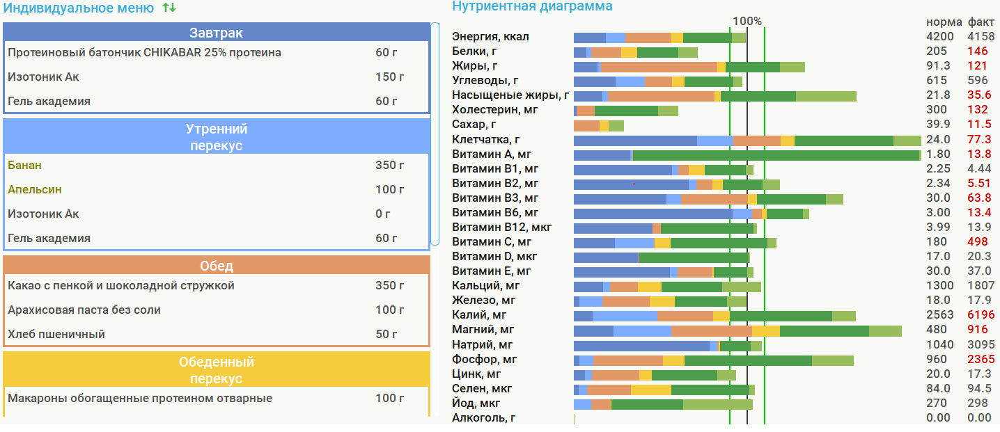 Индивидуальное меню
Завтрак
Протеиновый батончик CHIKABAR 25% протеина 60 г
Изотоник Ак 150 г
Гель академия 60 г
Утренний
перекус
Банан 350 г
Апельсин 100 г
Изотоник Ак 0 г
Гель академия 60 г
Обед
Какао с пенкой и шоколадной стружкой 350 г
Арахисовая паста без соли 100 г
Хлеб пшеничный 50 г
Обеденный
перекус
Макароны обогащенные протеином отварные 100 г
Нутриентная диаграмма
100% норма факт
Энергия, ккал 4200 4158
Белки, г 205 146
Жиры, г 91.3 121
Углеводы, г 615 596
Насыщеные жиры, г 21.8 35.6
Холестерин, мг 300 132
Сахар, г 39.9 11.5
Клетчатка, г 24.0 77.3
Витамин А, мг 1.80 13.8
Витамин В1, мг 2.25 4.44
Витамин В2, мг 2.34 5.51
Витамин В3, мг 30.0 63.8
Витамин В6, мг 3.00 13.4
Витамин В12, мкг 3.99 13.9
Витамин С, мг 180 498
Витамин D, мкг 17.0 20.3
Витамин Е, мг 30.0 37.0
Кальций, мг 1300 1807
Железо, мг 18.0 17.9
Калий, мг 2563 6196
Магний, мг 480 916
Натрий, мг 1040 3095
Фосфор, мг 960 2365
Цинк, мг 20.0 17.3
Селен, мкг 84.0 94.5
Йод, мкг 270 298
Алкоголь, г 0.00 0.00